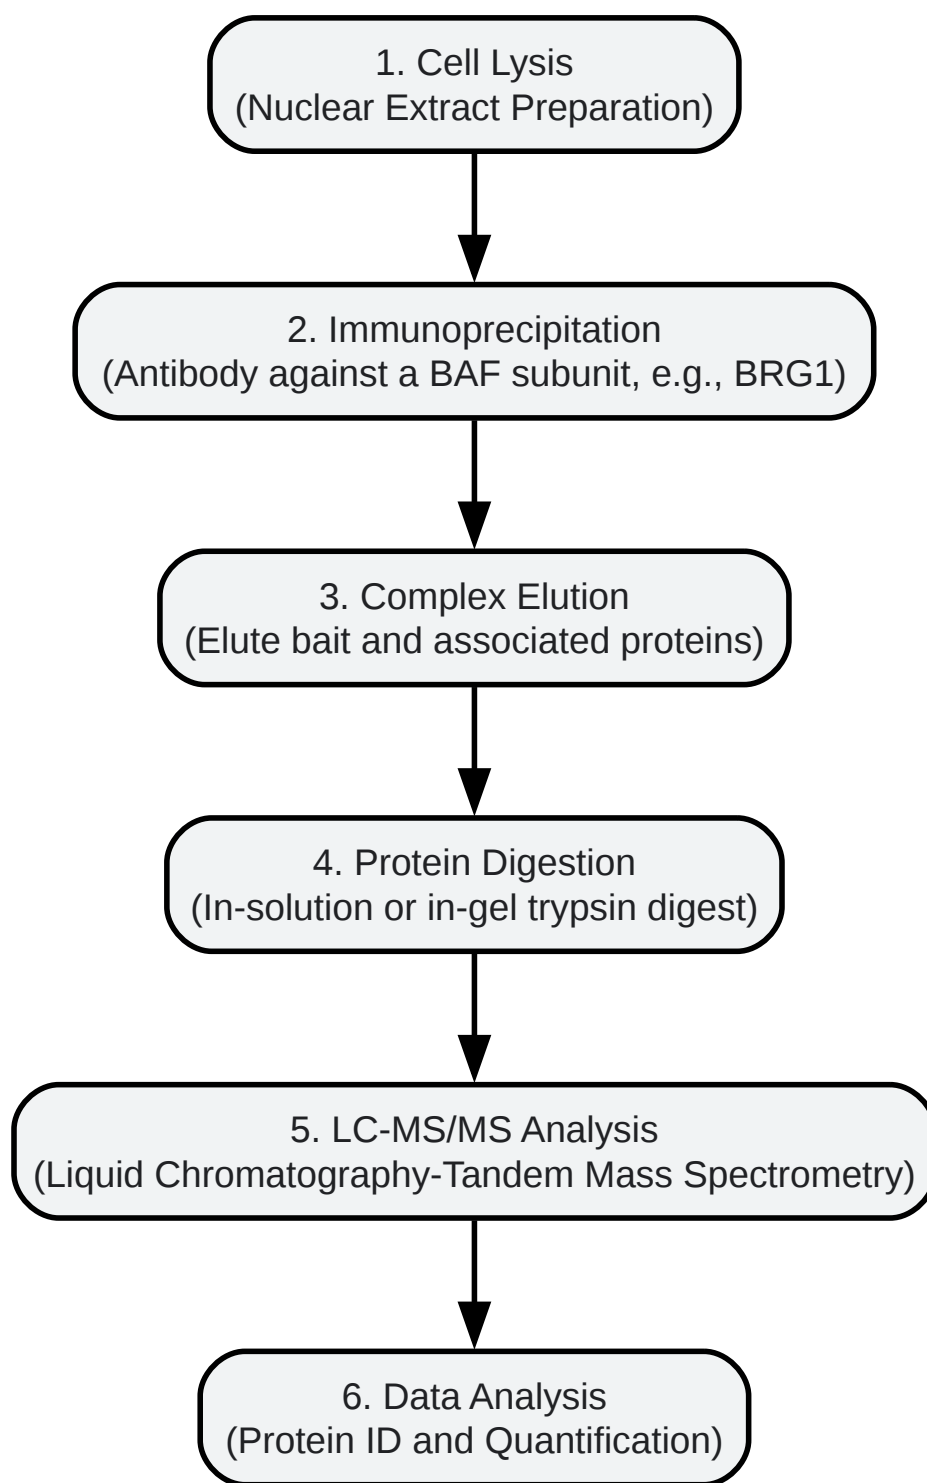 1. Cell Lysis
(Nuclear Extract Preparation)
2. Immunoprecipitation
(Antibody against a BAF subunit, e.g., BRG1)
3. Complex Elution
(Elute bait and associated proteins)
4. Protein Digestion
(In-solution or in-gel trypsin digest)
5. LC-MS/MS Analysis
(Liquid Chromatography-Tandem Mass Spectrometry)
6. Data Analysis
(Protein ID and Quantification)